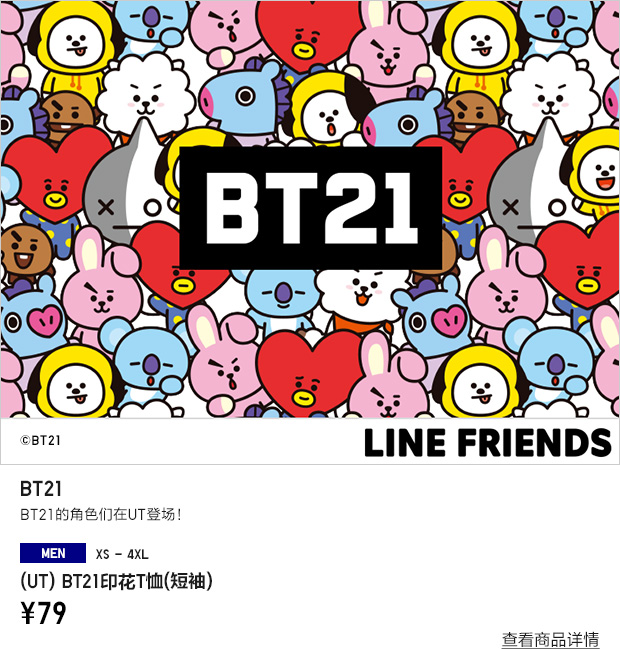 BT21
©BT21
LINE FRIENDS
BT21
BT21的角色们在UT登场!
MEN XS - 4XL
(UT) BT21印花T恤(短袖)
¥79
查看商品详情